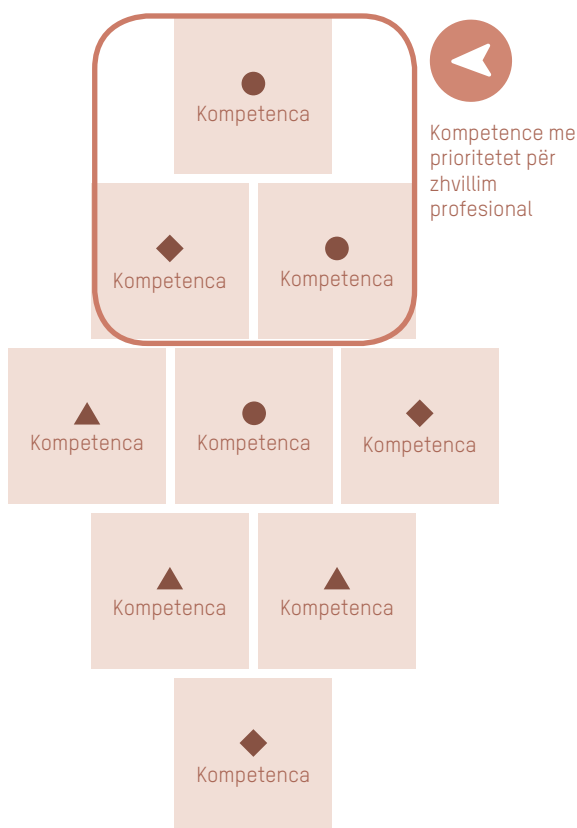 Kompetenca
Kompetence me
prioritetet për
zhvillim
profesional
Kompetenca
Kompetenca
Kompetenca
Kompetenca
Kompetenca
Kompetenca
Kompetenca
Kompetenca